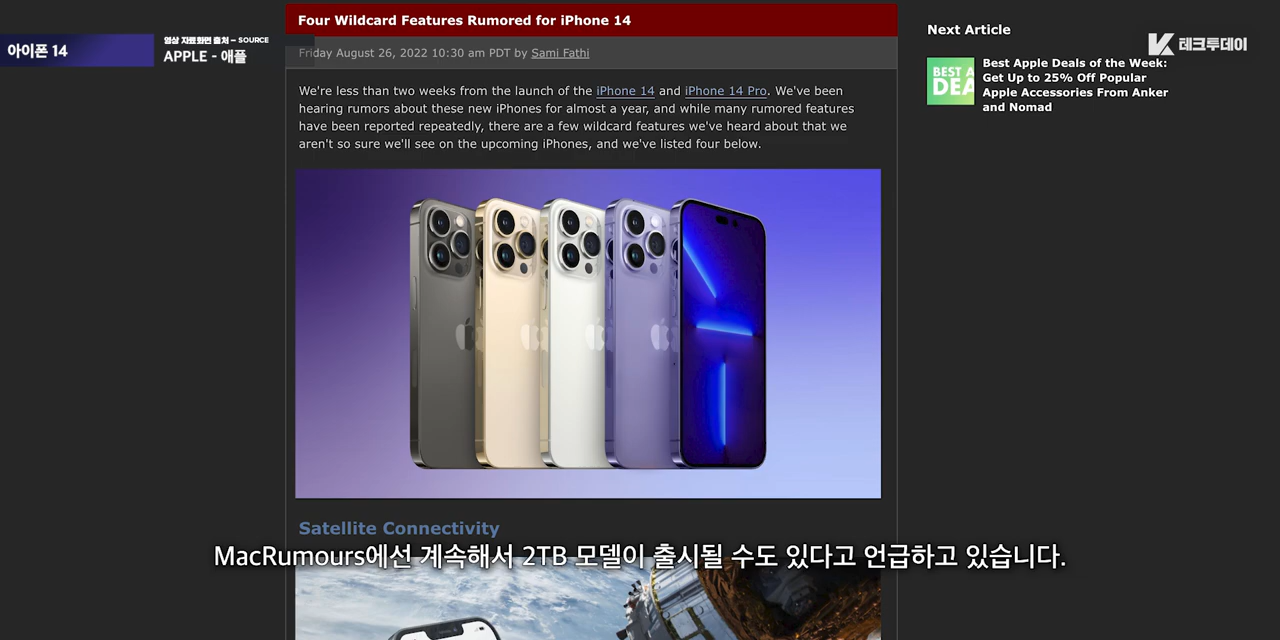 Four Wildcard Features Rumored for iPhone 14
Friday August 26, 2022 10:30 am PDT by Sami Fathi
아이폰 14
영상 자료화면 출처 – SOURCE
APPLE - 애플
We're less than two weeks from the launch of the iPhone 14 and iPhone 14 Pro. We've been
hearing rumors about these new iPhones for almost a year, and while many rumored features
have been reported repeatedly, there are a few wildcard features we've heard about that we
aren't so sure we'll see on the upcoming iPhones, and we've listed four below.
Next Article
테크투데이
BEST A
DEA
Best Apple Deals of the Week:
Get Up to 25% Off Popular
Apple Accessories From Anker
and Nomad
Satellite Connectivity
MacRumours에선 계속해서 2TB 모델이 출시될 수도 있다고 언급하고 있습니다.